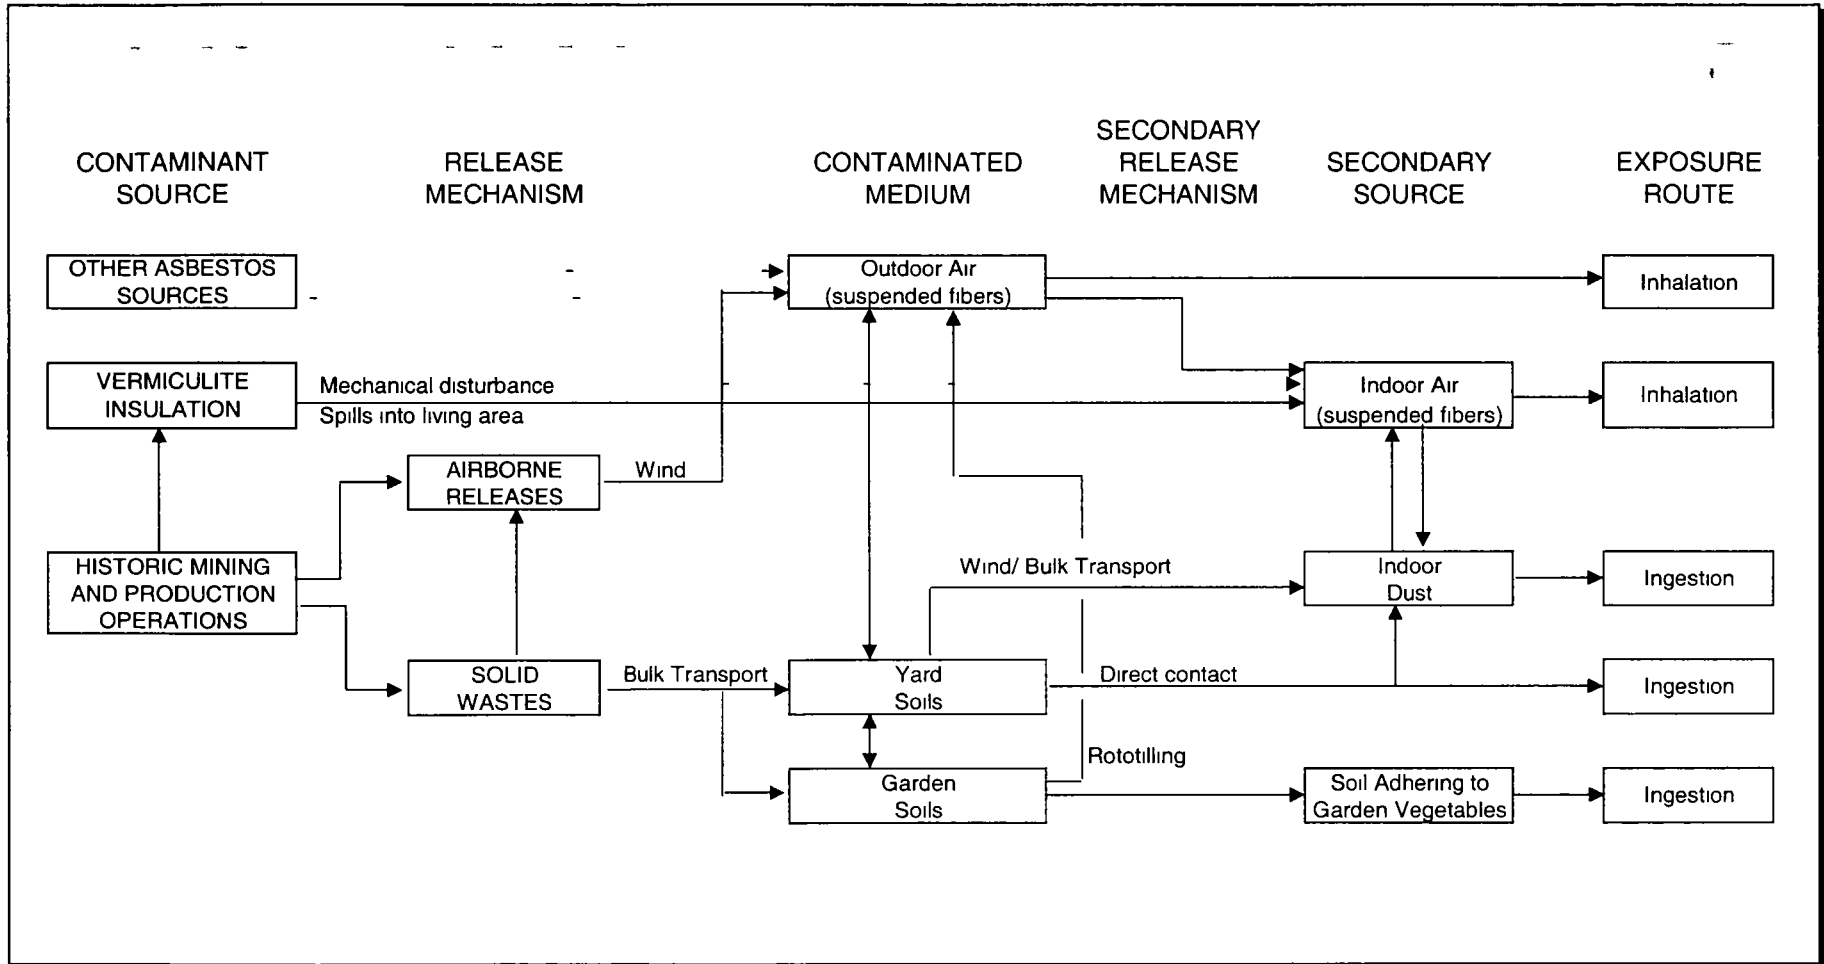 CONTAMINANT
SOURCE
RELEASE
MECHANISM
CONTAMINATED
MEDIUM
SECONDARY
RELEASE
MECHANISM
SECONDARY
SOURCE
EXPOSURE
ROUTE
OTHER ASBESTOS
SOURCES
Outdoor Air
(suspended fibers)
Inhalation
VERMICULITE
INSULATION
Mechanical disturbance
Spills into living area
Indoor Air
(suspended fibers)
Inhalation
AIRBORNE
RELEASES
Wind
HISTORIC MINING
AND PRODUCTION
OPERATIONS
Wind/ Bulk Transport
Indoor
Dust
Ingestion
SOLID
WASTES
Bulk Transport
Yard
Soils
Direct contact
Ingestion
Rototilling
Garden
Soils
Soil Adhering to
Garden Vegetables
Ingestion